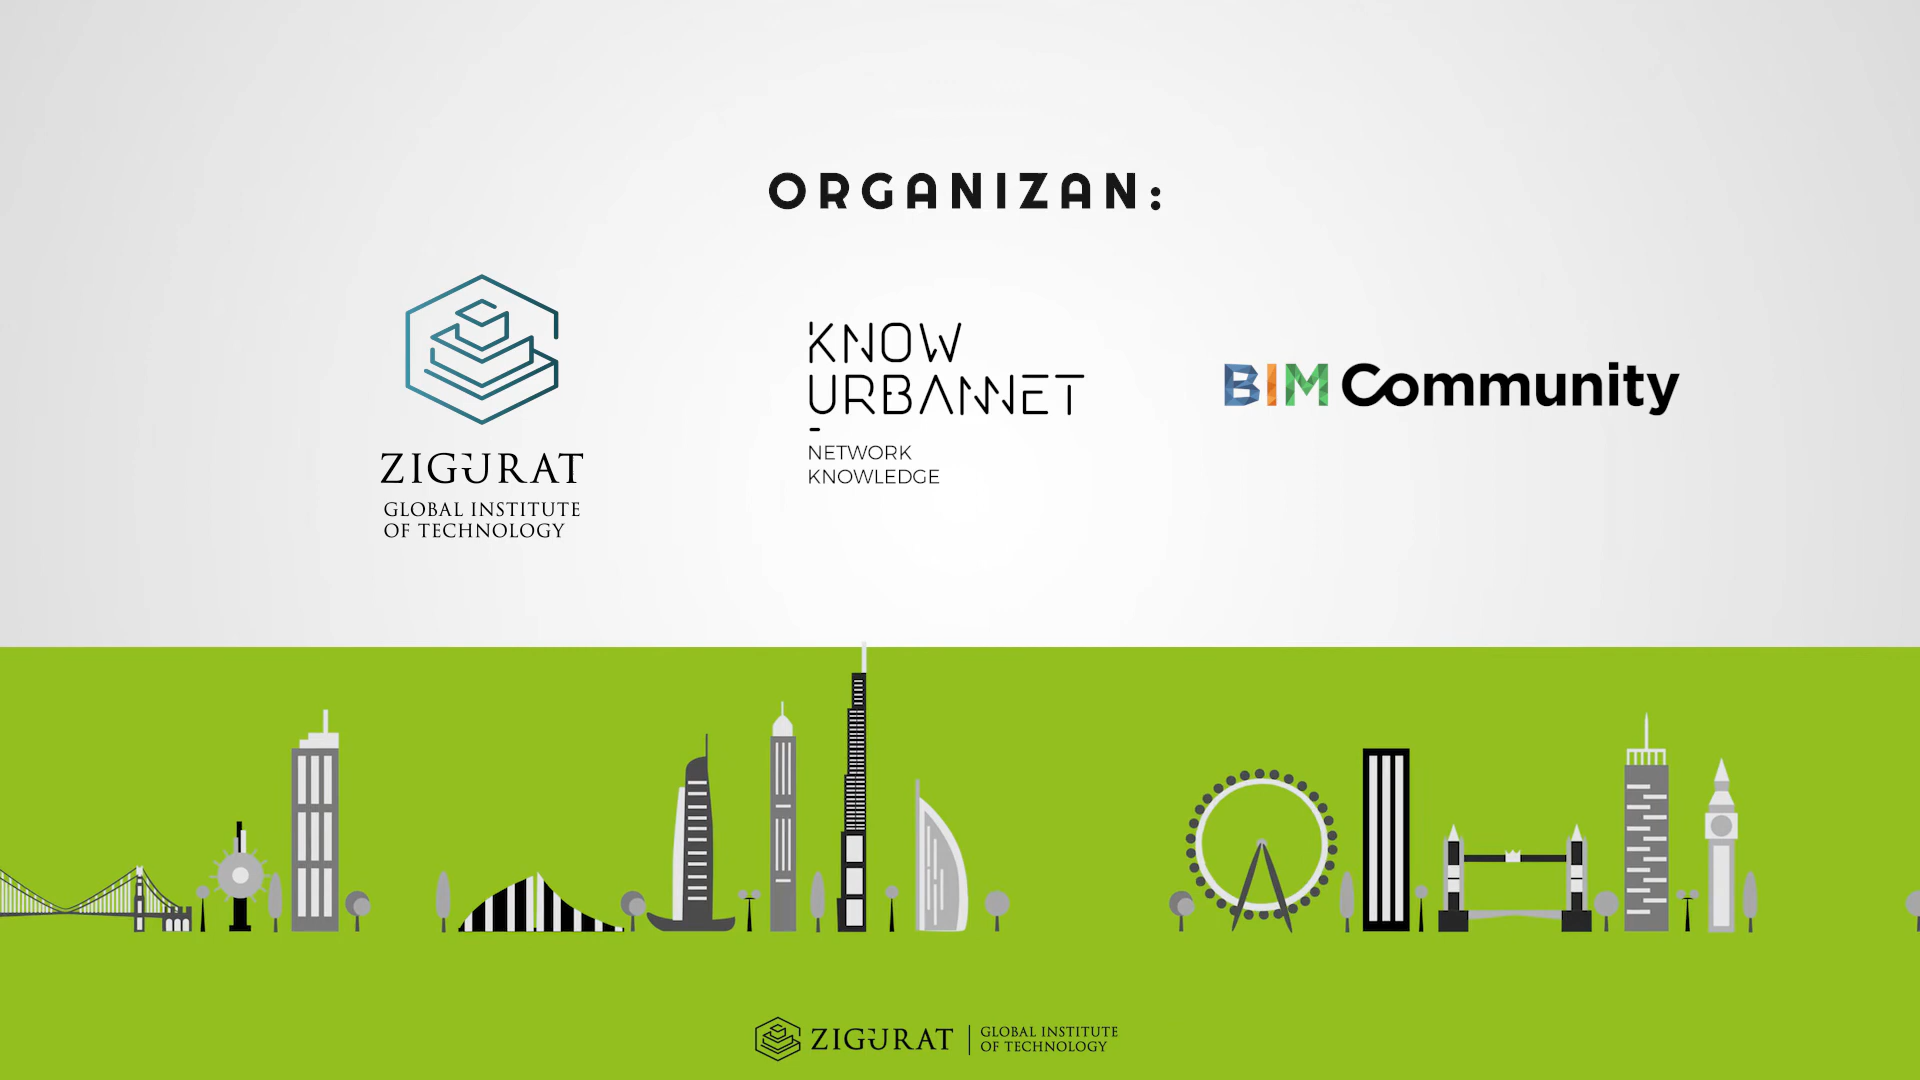 ORGANIZAN:
ZIGURAT
GLOBAL INSTITUTE
OF TECHNOLOGY
KNOW
URBANNET
NETWORK
KNOWLEDGE
BIM Community
ZIGURAT
GLOBAL INSTITUTE
OF TECHNOLOGY